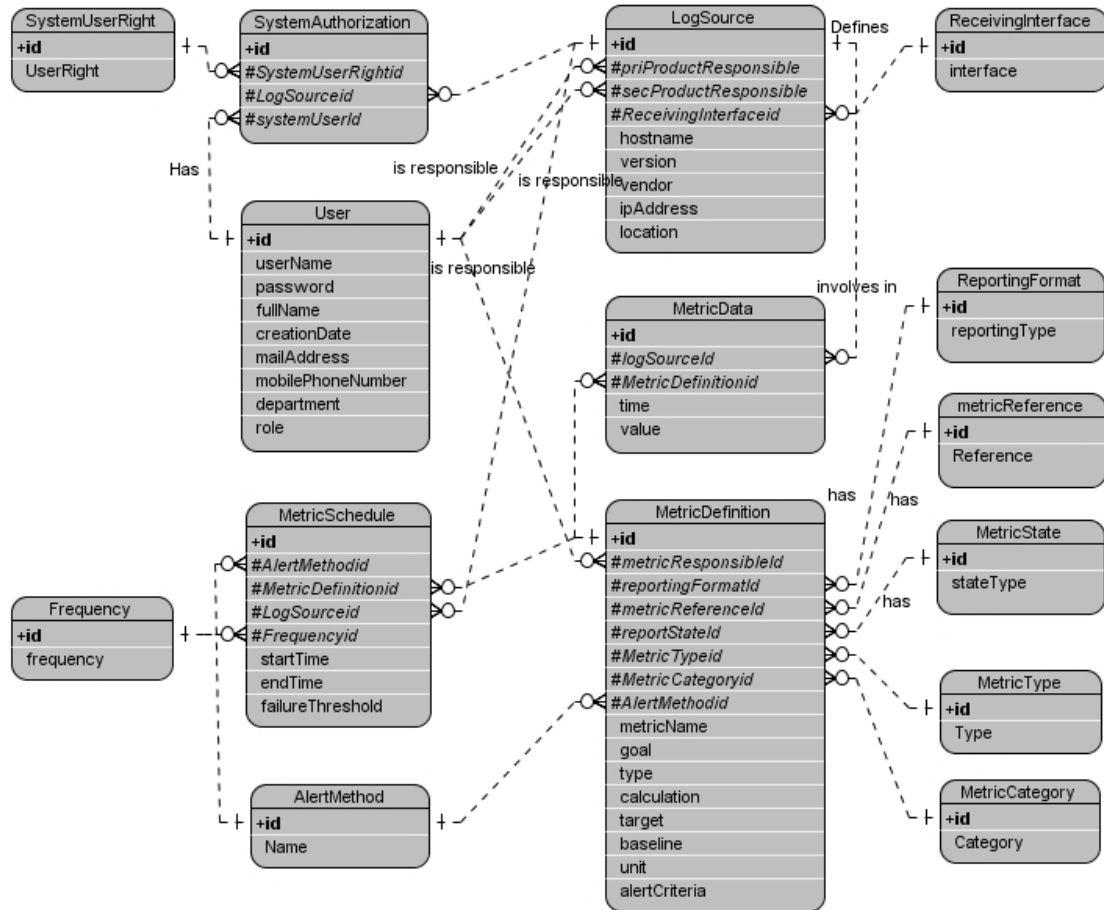 SystemUserRight
+id
UserRight
SystemAuthorization
+id
#SystemUserRightid
#LogSourceid
#systemUserId
LogSource
+id
#priProductResponsible
#secProductResponsible
#ReceivingInterfaceid
hostname
version
vendor
ipAddress
location
Defines
ReceivingInterface
+id
interface
Has
is responsible
is responsible
is responsible
User
+id
userName
password
fullName
creationDate
mailAddress
mobilePhoneNumber
department
role
involves in
MetricData
+id
#logSourceId
#MetricDefinitionid
time
value
ReportingFormat
+id
reportingType
metricReference
+id
Reference
has
has
has
MetricSchedule
+id
#AlertMethodid
#MetricDefinitionid
#LogSourceid
#Frequencyid
startTime
endTime
failureThreshold
MetricDefinition
+id
#metricResponsibleId
#reportingFormatId
#metricReferenceId
#reportStateId
#MetricTypeid
#MetricCategoryid
#AlertMethodid
metricName
goal
type
calculation
target
baseline
unit
alertCriteria
MetricState
+id
stateType
Frequency
+id
frequency
MetricType
+id
Type
AlertMethod
+id
Name
MetricCategory
+id
Category